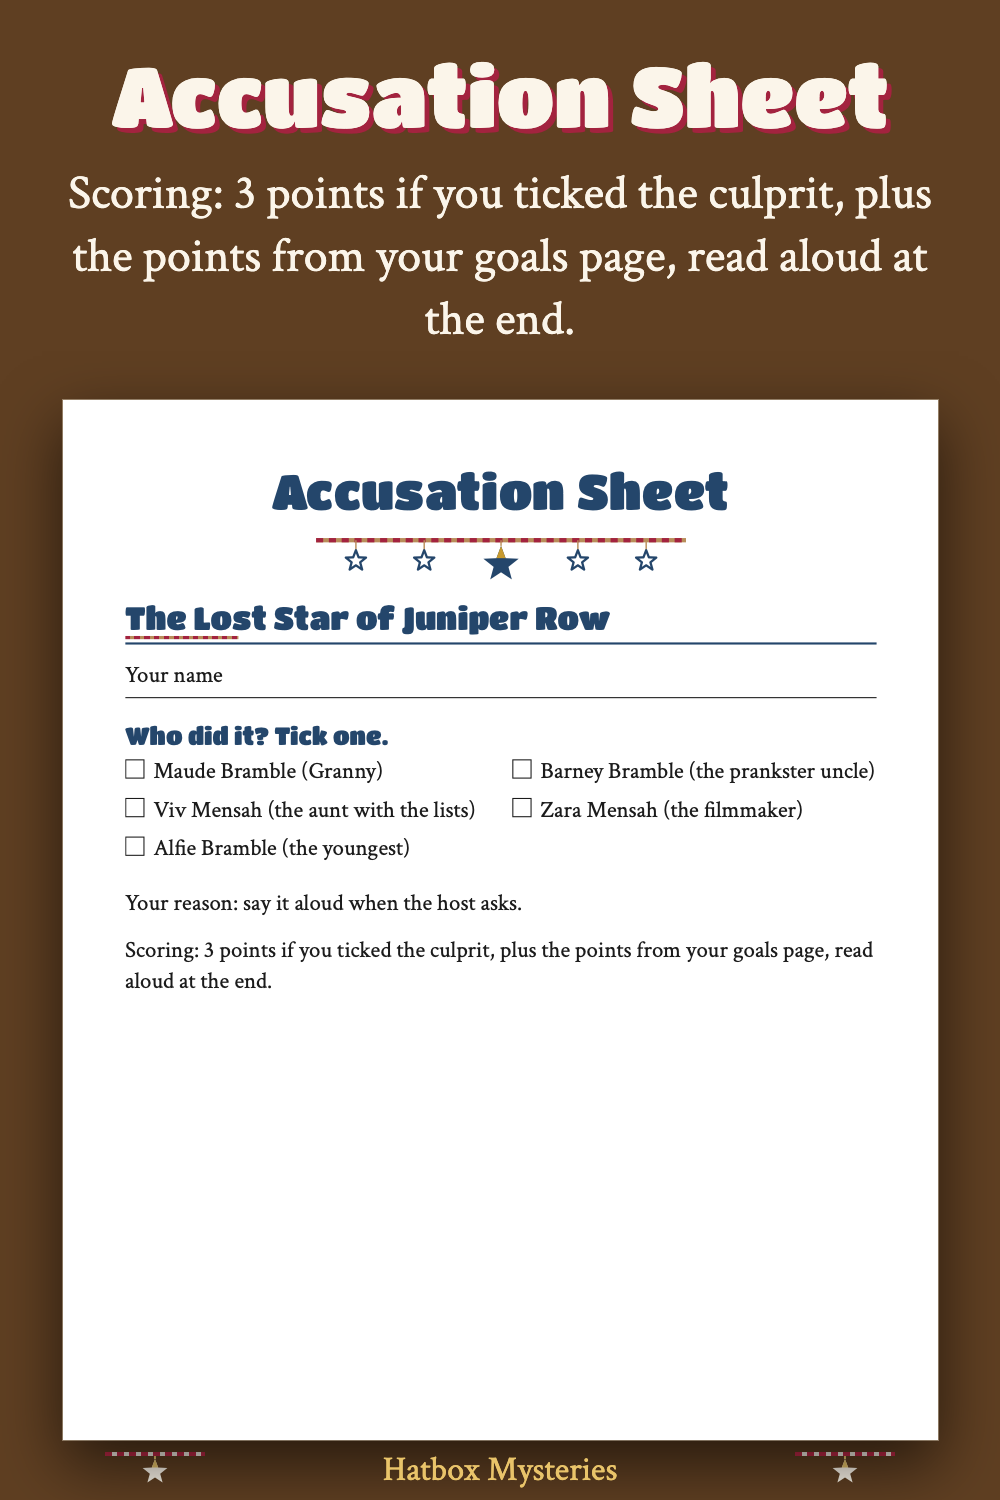 Accusation Sheet
Scoring: 3 points if you ticked the culprit, plus
the points from your goals page, read aloud at
the end.
Accusation Sheet
The Lost Star of Juniper Row
Your name
Who did it? Tick one.
Maude Bramble (Granny)
Barney Bramble (the prankster uncle)
Viv Mensah (the aunt with the lists)
Zara Mensah (the filmmaker)
Alfie Bramble (the youngest)
Your reason: say it aloud when the host asks.
Scoring: 3 points if you ticked the culprit, plus the points from your goals page, read
aloud at the end.
Hatbox Mysteries